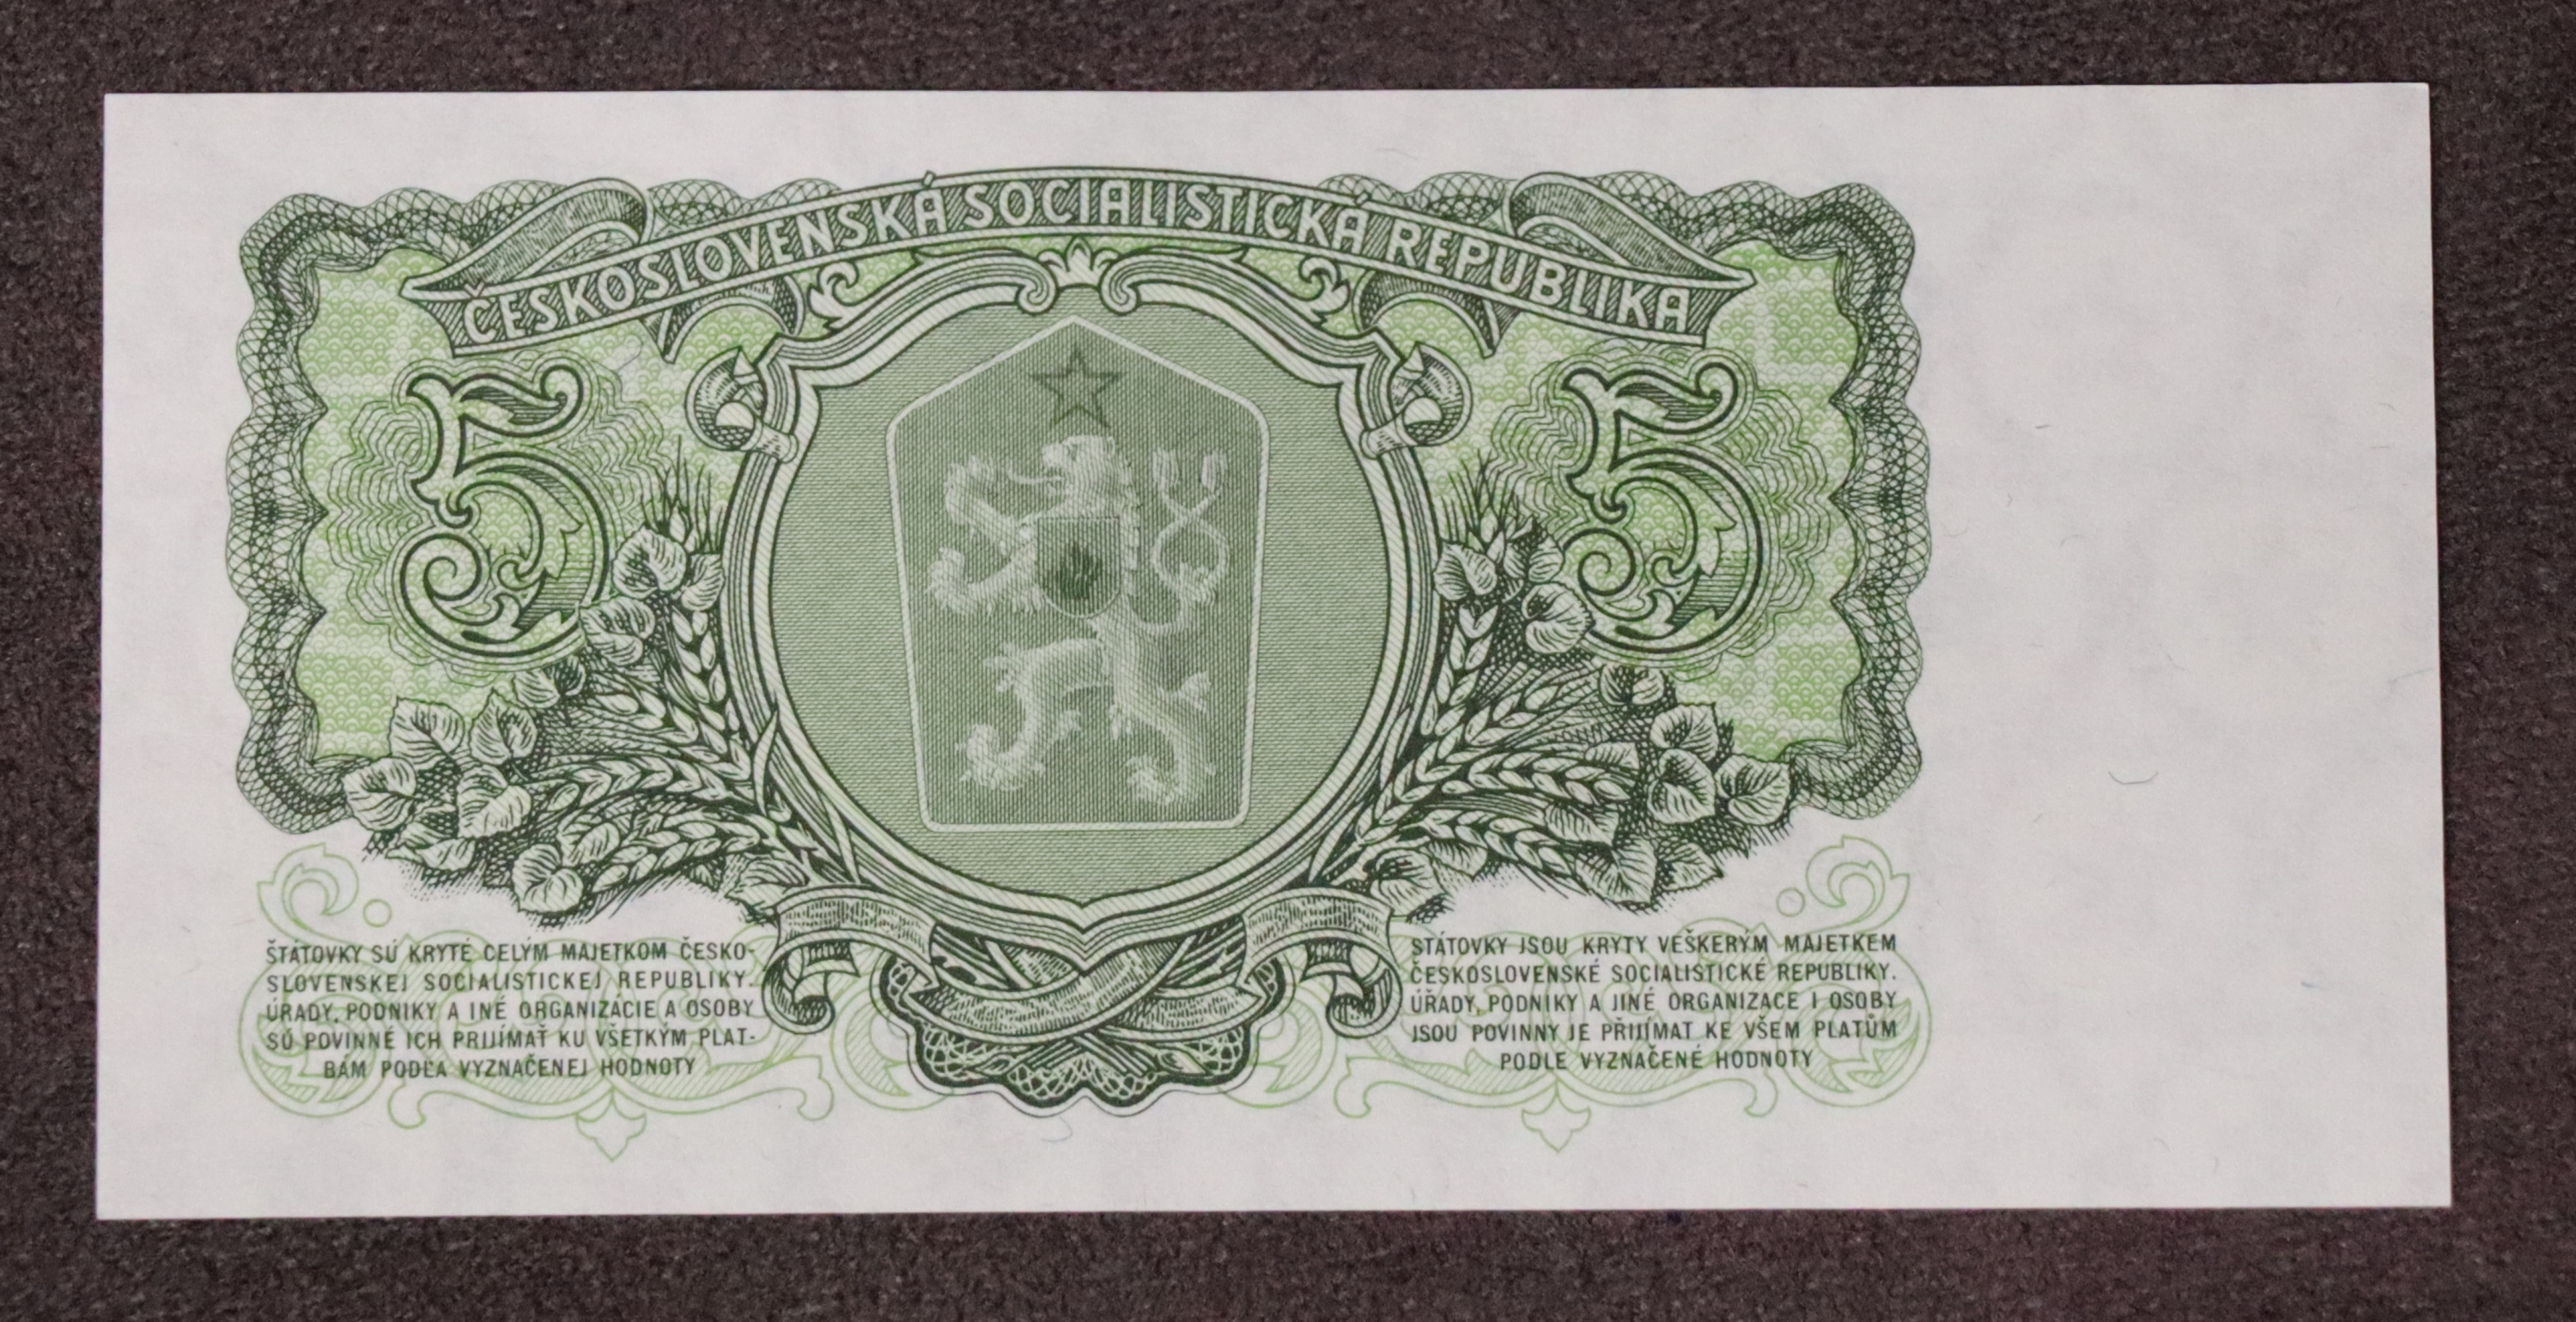 ČESKOSLOVENSKÁ SOCIALISTICKÁ REPUBLIKA
5
5
ŠTÁTOVKY SÚ KRYTÉ CELÝM MAJETKOM ČESKO-
SLOVENSKEJ SOCIALISTICKEJ REPUBLIKY.
ÚRADY, PODNIKY A INÉ ORGANIZÁCIE A OSOBY
SÚ POVINNÉ ICH PRIJÍMAŤ KU VŠETKÝM PLAT-
BÁM PODĽA VYZNAČENEJ HODNOTY
STÁTOVKY JSOU KRYTY VEŠKERÝM MAJETKEM
ČESKOSLOVENSKÉ SOCIALISTICKÉ REPUBLIKY.
ÚŘADY, PODNIKY A JINÉ ORGANIZACE I OSOBY
JSOU POVINNY JE PŘIJÍMAT KE VŠEM PLATŮM
PODLE VYZNAČENÉ HODNOTY